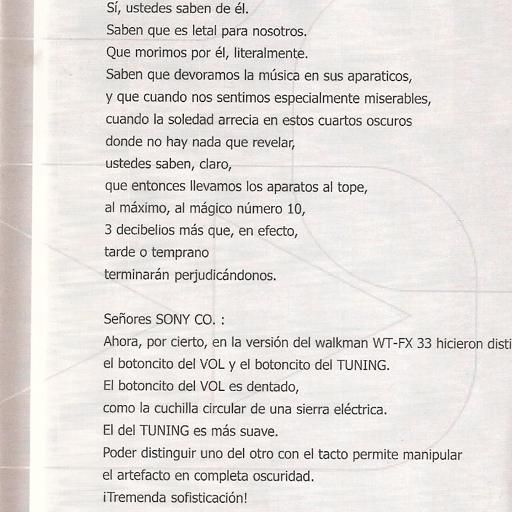 Sí, ustedes saben de él.
Saben que es letal para nosotros.
Que morimos por él, literalmente.
Saben que devoramos la música en sus aparaticos,
y que cuando nos sentimos especialmente miserables,
cuando la soledad arrecia en estos cuartos oscuros
donde no hay nada que revelar,
ustedes saben, claro,
que entonces llevamos los aparatos al tope,
al máximo, al mágico número 10,
3 decibelios más que, en efecto,
tarde o temprano
terminarán perjudicándonos.
Señores SONY CO. :
Ahora, por cierto, en la versión del walkman WT-FX 33 hicieron disti
el botoncito del VOL y el botoncito del TUNING.
El botoncito del VOL es dentado,
como la cuchilla circular de una sierra eléctrica.
El del TUNING es más suave.
Poder distinguir uno del otro con el tacto permite manipular
el artefacto en completa oscuridad.
¡Tremenda sofisticación!